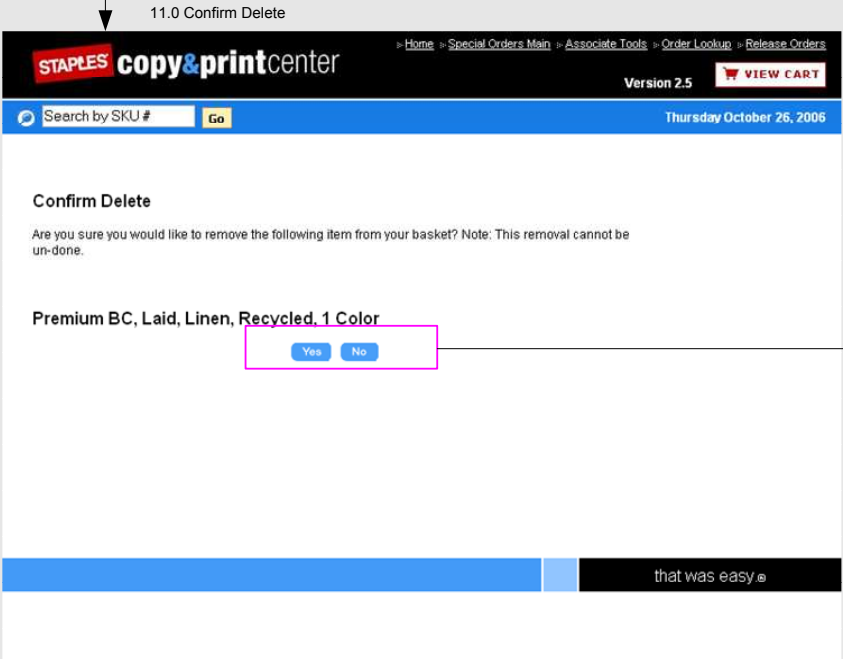 11.0 Confirm Delete
▹Home ▹Special Orders Main ▹Associate Tools ▹Order Lookup ▹Release Orders
STAPLES copy&printcenter
Version 2.5
VIEW CART
Search by SKU #
Go
Thursday October 26, 2006
Confirm Delete
Are you sure you would like to remove the following item from your basket? Note: This removal cannot be
un-done.
Premium BC, Laid, Linen, Recycled, 1 Color
Yes No
that was easy.®